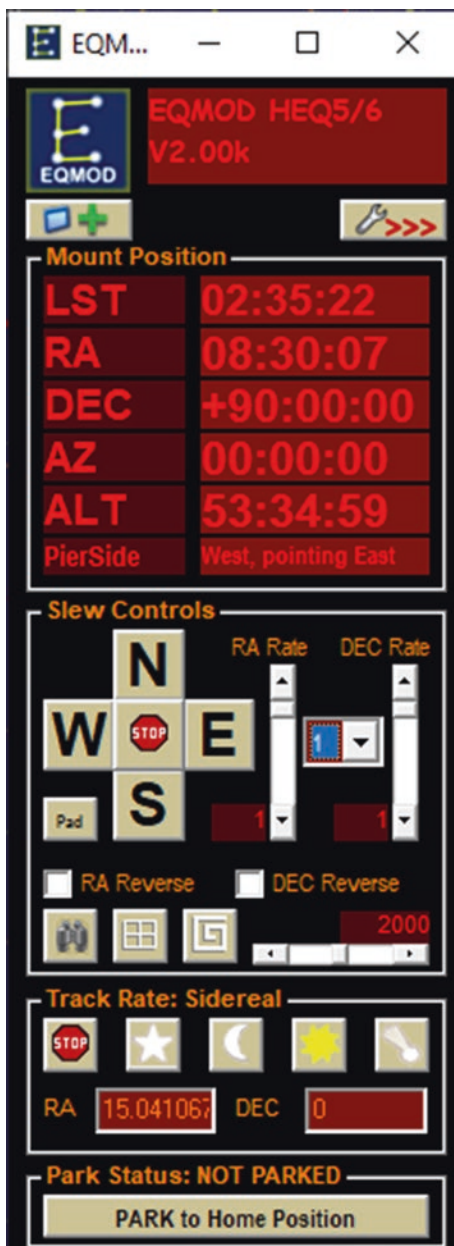 EQM...
EQMOD
EQMOD HEQ5/6
V2.00k
>>>
Mount Position
LST 02:35:22
RA 08:30:07
DEC +90:00:00
AZ 00:00:00
ALT 53:34:59
PierSide West, pointing East
Slew Controls
RA Rate DEC Rate
N
W STOP E
S
1
Pad 1 1
RA Reverse DEC Reverse
2000
Track Rate: Sidereal
STOP
RA 15.041067 DEC 0
Park Status: NOT PARKED
PARK to Home Position